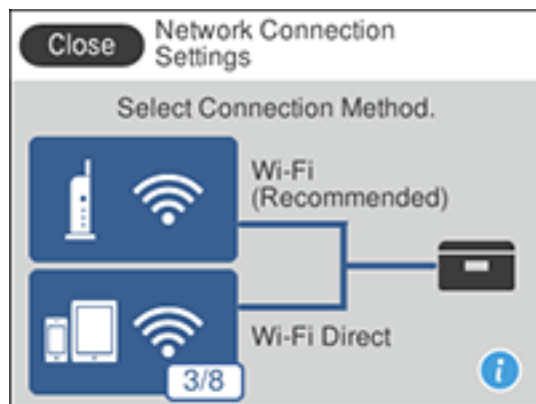 Close
Network Connection
Settings
Select Connection Method.
Wi-Fi
(Recommended)
Wi-Fi Direct
3/8
i